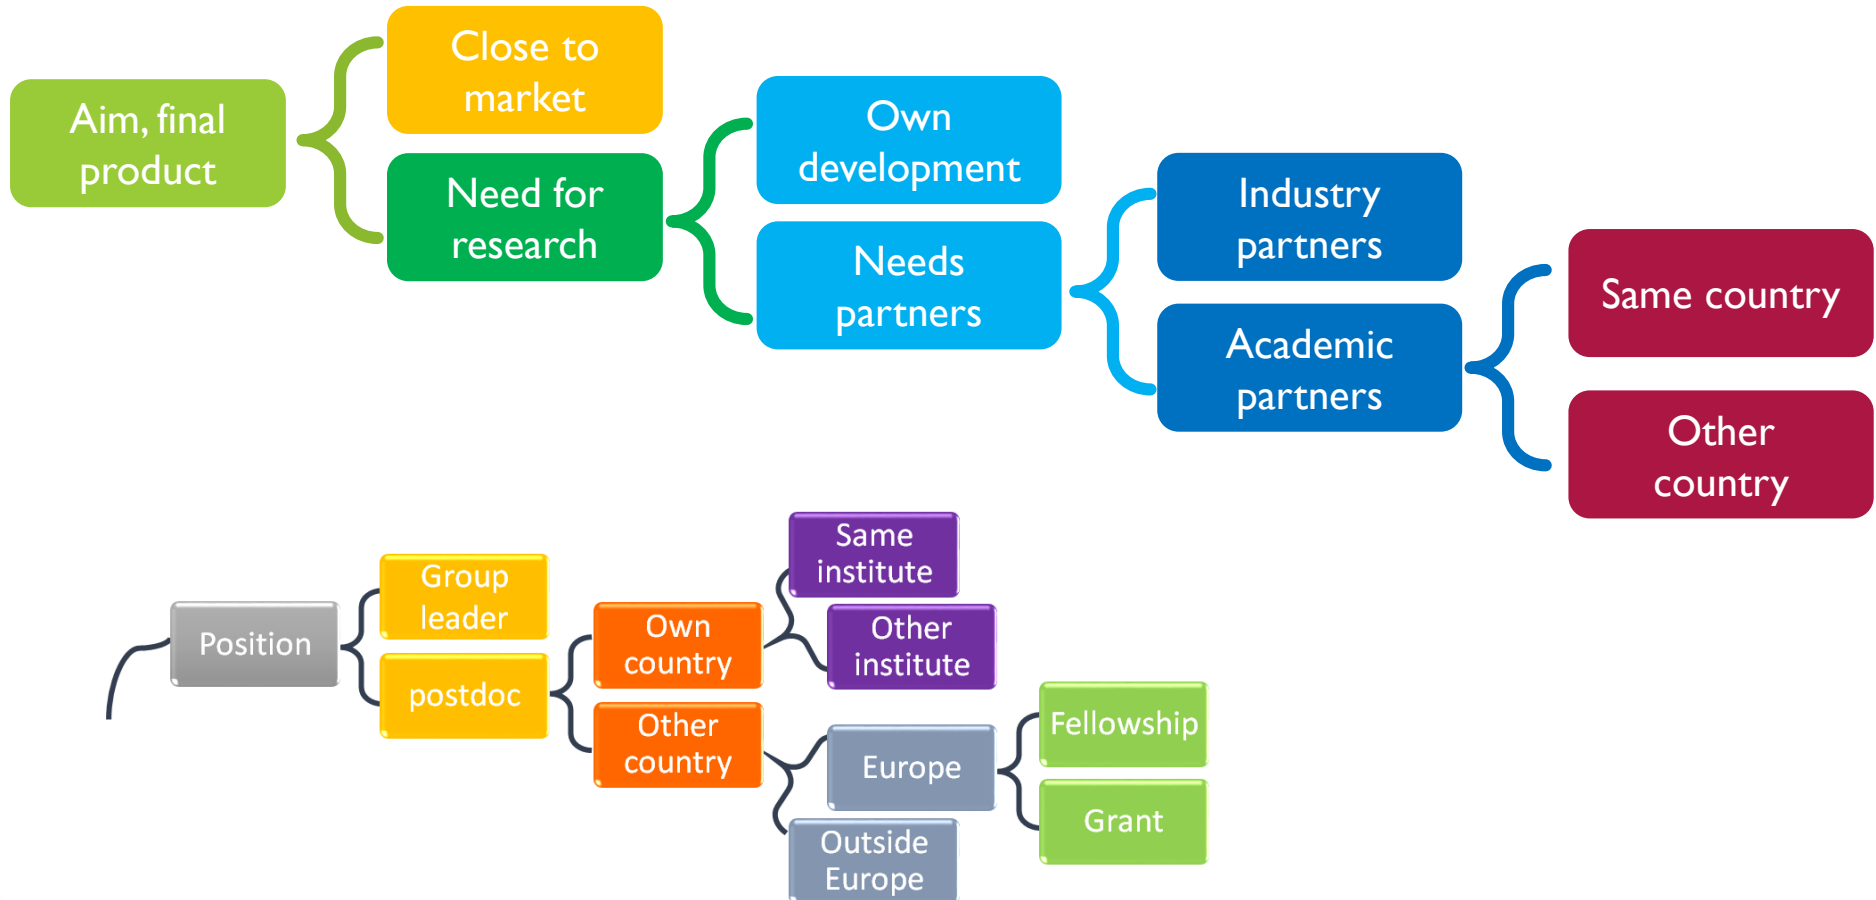 Aim, final
product
Close to
market
Need for
research
Own
development
Needs
partners
Industry
partners
Academic
partners
Same country
Other
country
Position
Group
leader
postdoc
Own
country
Other
country
Same
institute
Other
institute
Europe
Outside
Europe
Fellowship
Grant